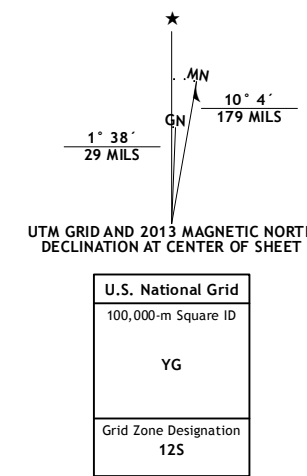 ★
MN
GN
10° 4´
179 MILS
1° 38´
29 MILS
UTM GRID AND 2013 MAGNETIC NORTH
DECLINATION AT CENTER OF SHEET
U.S. National Grid
100,000-m Square ID
YG
Grid Zone Designation
12S